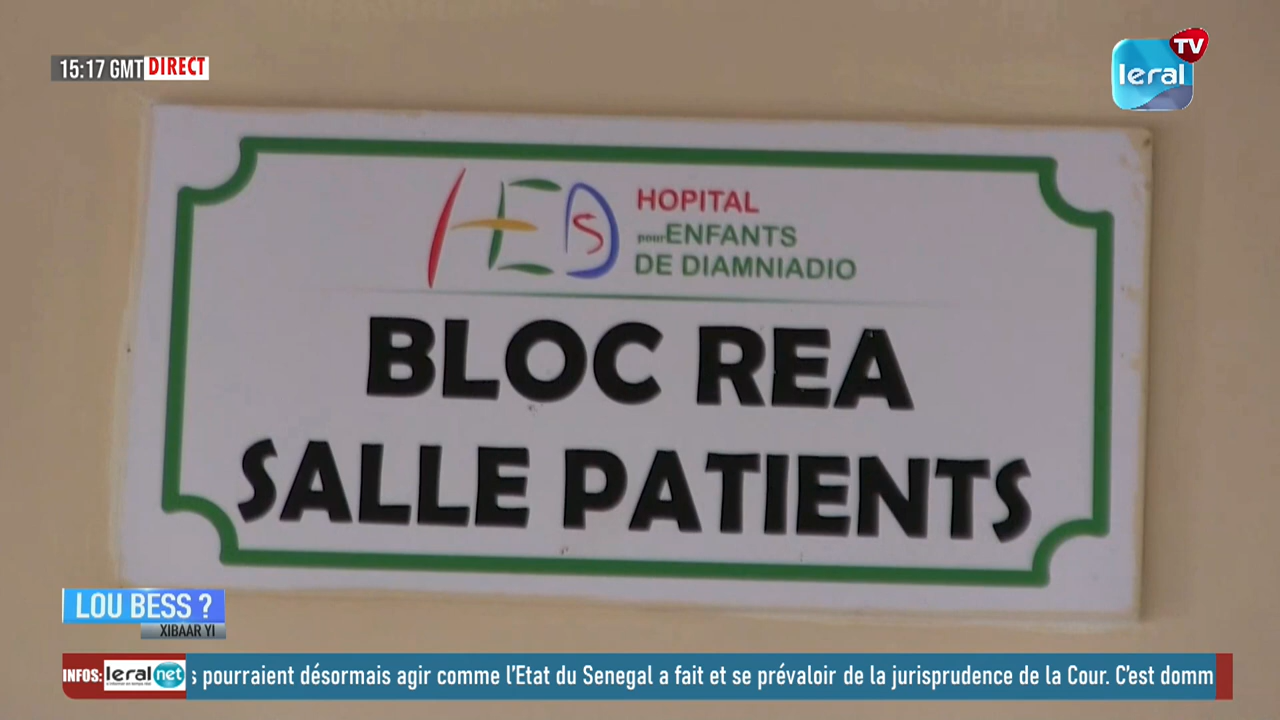 15:17 GMT DIRECT
leral TV
HEDS
HOPITAL
pour ENFANTS
DE DIAMNIADIO
BLOC REA
SALLE PATIENTS
LOU BESS ?
XIBAAR YI
INFOS: leral net s pourraient désormais agir comme l'Etat du Senegal a fait et se prévaloir de la jurisprudence de la Cour. C'est domm